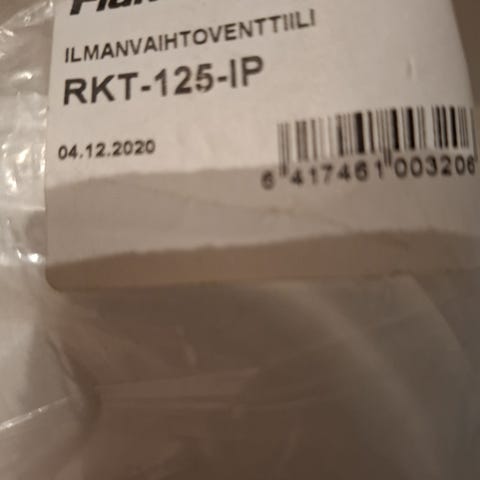 ILMANVAIHTOVENTTIILI
RKT-125-IP
04.12.2020
6 417461 003206